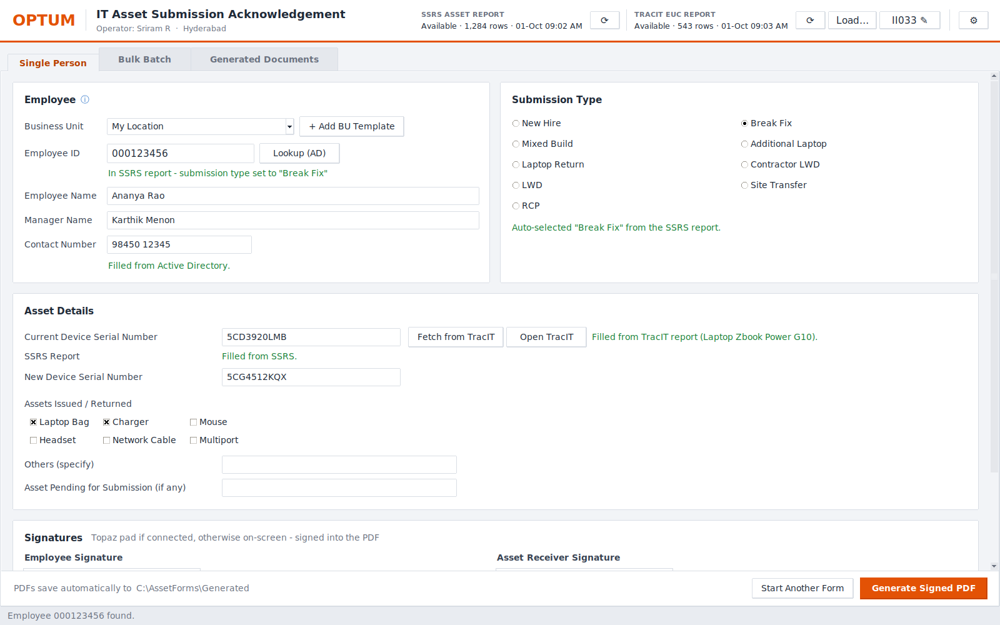 OPTUM
IT Asset Submission Acknowledgement
Operator: Sriram R · Hyderabad
SSRS ASSET REPORT
Available · 1,284 rows · 01-Oct 09:02 AM
⟳
TRACIT EUC REPORT
Available · 543 rows · 01-Oct 09:03 AM
⟳
Load...
II033 ✎
⚙
Single Person
Bulk Batch
Generated Documents
Employee ⓘ
Business Unit
My Location
+ Add BU Template
Employee ID
000123456
Lookup (AD)
In SSRS report - submission type set to "Break Fix"
Employee Name
Ananya Rao
Manager Name
Karthik Menon
Contact Number
98450 12345
Filled from Active Directory.
Submission Type
New Hire
Break Fix
Mixed Build
Additional Laptop
Laptop Return
Contractor LWD
LWD
Site Transfer
RCP
Auto-selected "Break Fix" from the SSRS report.
Asset Details
Current Device Serial Number
5CD3920LMB
Fetch from TracIT
Open TracIT
Filled from TracIT report (Laptop Zbook Power G10).
SSRS Report
Filled from SSRS.
New Device Serial Number
5CG4512KQX
Assets Issued / Returned
Laptop Bag
Charger
Mouse
Headset
Network Cable
Multiport
Others (specify)
Asset Pending for Submission (if any)
Signatures
Topaz pad if connected, otherwise on-screen - signed into the PDF
Employee Signature
Asset Receiver Signature
PDFs save automatically to C:\AssetForms\Generated
Start Another Form
Generate Signed PDF
Employee 000123456 found.